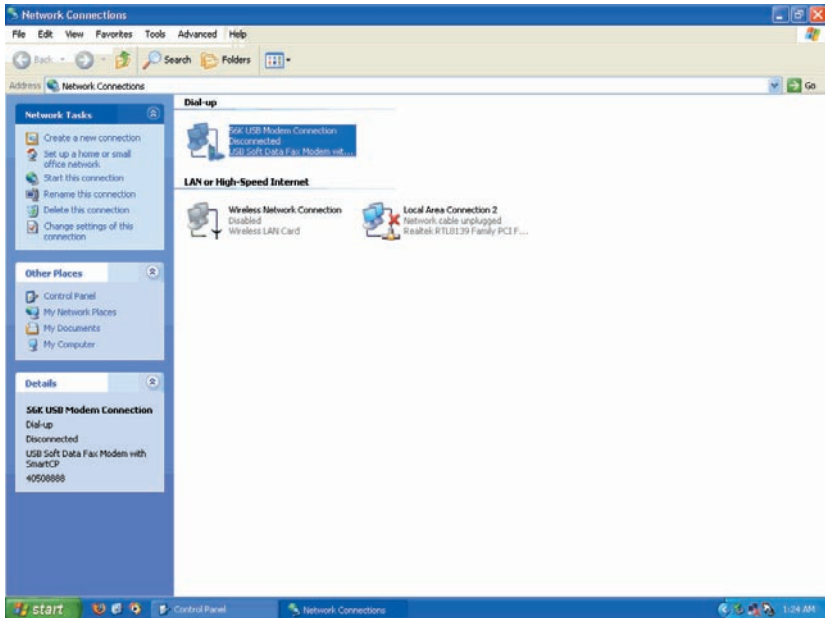 Network Connections
File Edit View Favorites Tools Advanced Help
Back Search Folders
Address Network Connections Go
Network Tasks
Create a new connection
Set up a home or small
office network
Start this connection
Rename this connection
Delete this connection
Change settings of this
connection
Other Places
Control Panel
My Network Places
My Documents
My Computer
Details
56K USB Modem Connection
Dial-up
Disconnected
USB Soft Data Fax Modem with
SmartCP
40508888
Dial-up
56K USB Modem Connection
Disconnected
USB Soft Data Fax Modem wit...
LAN or High-Speed Internet
Wireless Network Connection
Disabled
Wireless LAN Card
Local Area Connection 2
Network cable unplugged
Realtek RTL8139 Family PCI F...
start Control Panel Network Connections 1:24 AM